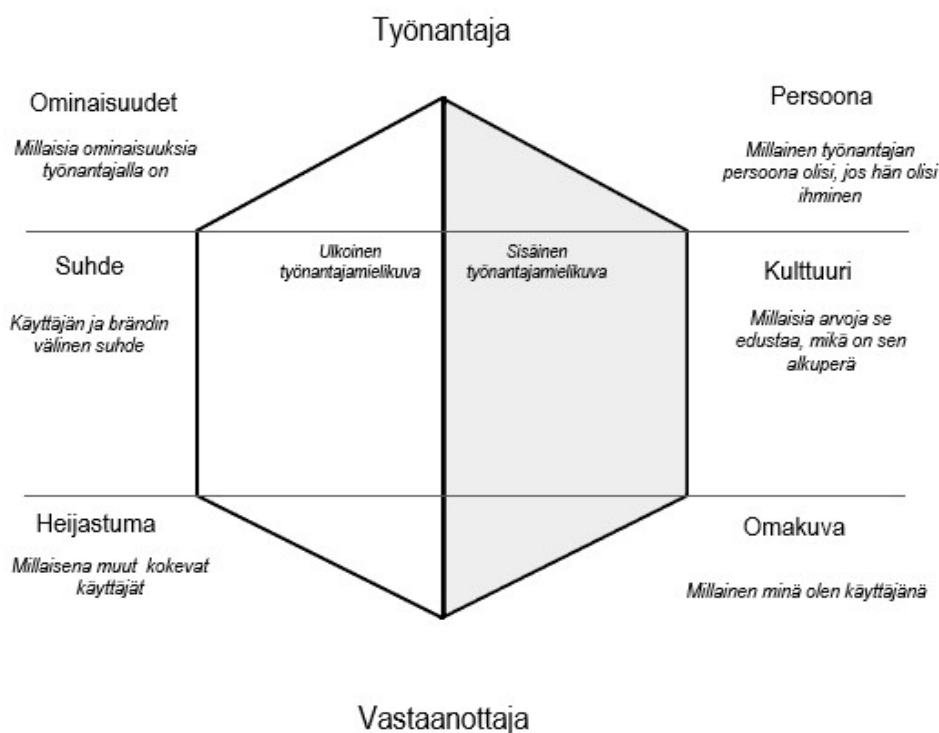 Työnantaja
Ominaisuudet
Millaisia ominaisuuksia
työnantajalla on
Persoona
Millainen työnantajan
persoona olisi, jos hän olisi
ihminen
Suhde
Käyttäjän ja brändin
välinen suhde
Ulkoinen
työnantajamielikuva
Sisäinen
työnantajamielikuva
Kulttuuri
Millaisia arvoja se
edustaa, mikä on sen
alkuperä
Heijastuma
Millaisena muut kokevat
käyttäjät
Omakuva
Millainen minä olen käyttäjänä
Vastaanottaja